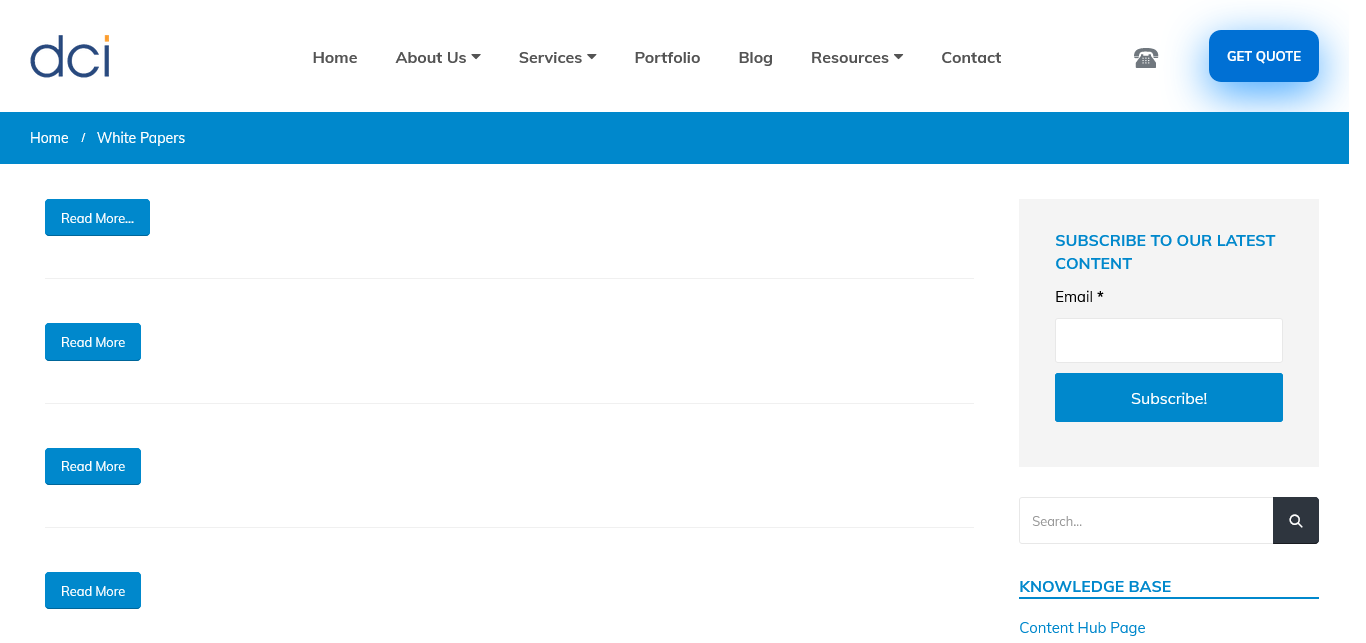 dci
Home About Us Services Portfolio Blog Resources Contact
GET QUOTE
Home / White Papers
Read More...
Read More
Read More
Read More
SUBSCRIBE TO OUR LATEST
CONTENT
Email *
Subscribe!
Search...
KNOWLEDGE BASE
Content Hub Page